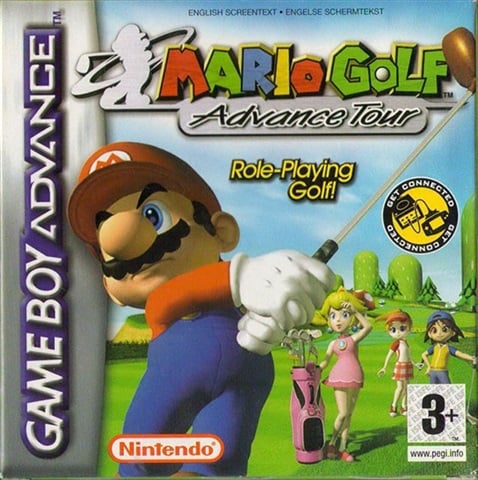 ENGLISH SCREENTEXT • ENGELSE SCHERMTEKST
MARIO GOLF™
Advance Tour
Role-Playing
Golf!
GET CONNECTED
GET CONNECTED
GAME BOY ADVANCE
M
Nintendo®
3+
www.pegi.info